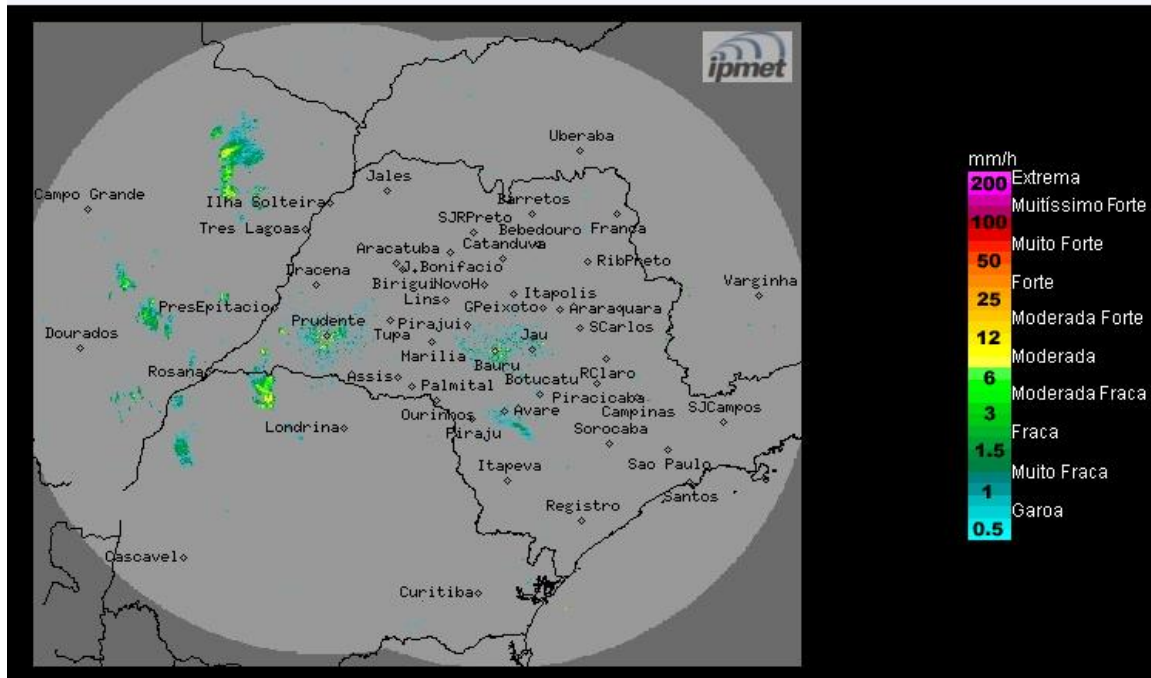 ipmet
Uberaba
Campo Grande
Jales
Ilha Solteira
Barretos
SJRPreto
Bebedouro
Franca
Tres Lagoas
Aracatuba
Catanduva
J.Bonifacio
RibPreto
Dracena
Birigui
NovoH
Varginha
Lins
Itapolis
PresEpitacio
GPeixoto
Araraquara
Prudente
Pirajui
SCarlos
Dourados
Tupa
Jau
Marilia
Bauru
Rosana
Assis
Botucatu
RClaro
Palmital
Piracicaba
Ourinhos
Avare
Campinas
SJCampos
Londrina
Piraju
Sorocaba
Itapeva
Sao Paulo
Santos
Registro
Cascavel
Curitiba
mm/h
200 Extrema
Muitíssimo Forte
100
Muito Forte
50
Forte
25
Moderada Forte
12
Moderada
6
Moderada Fraca
3
Fraca
1.5
Muito Fraca
1
Garoa
0.5